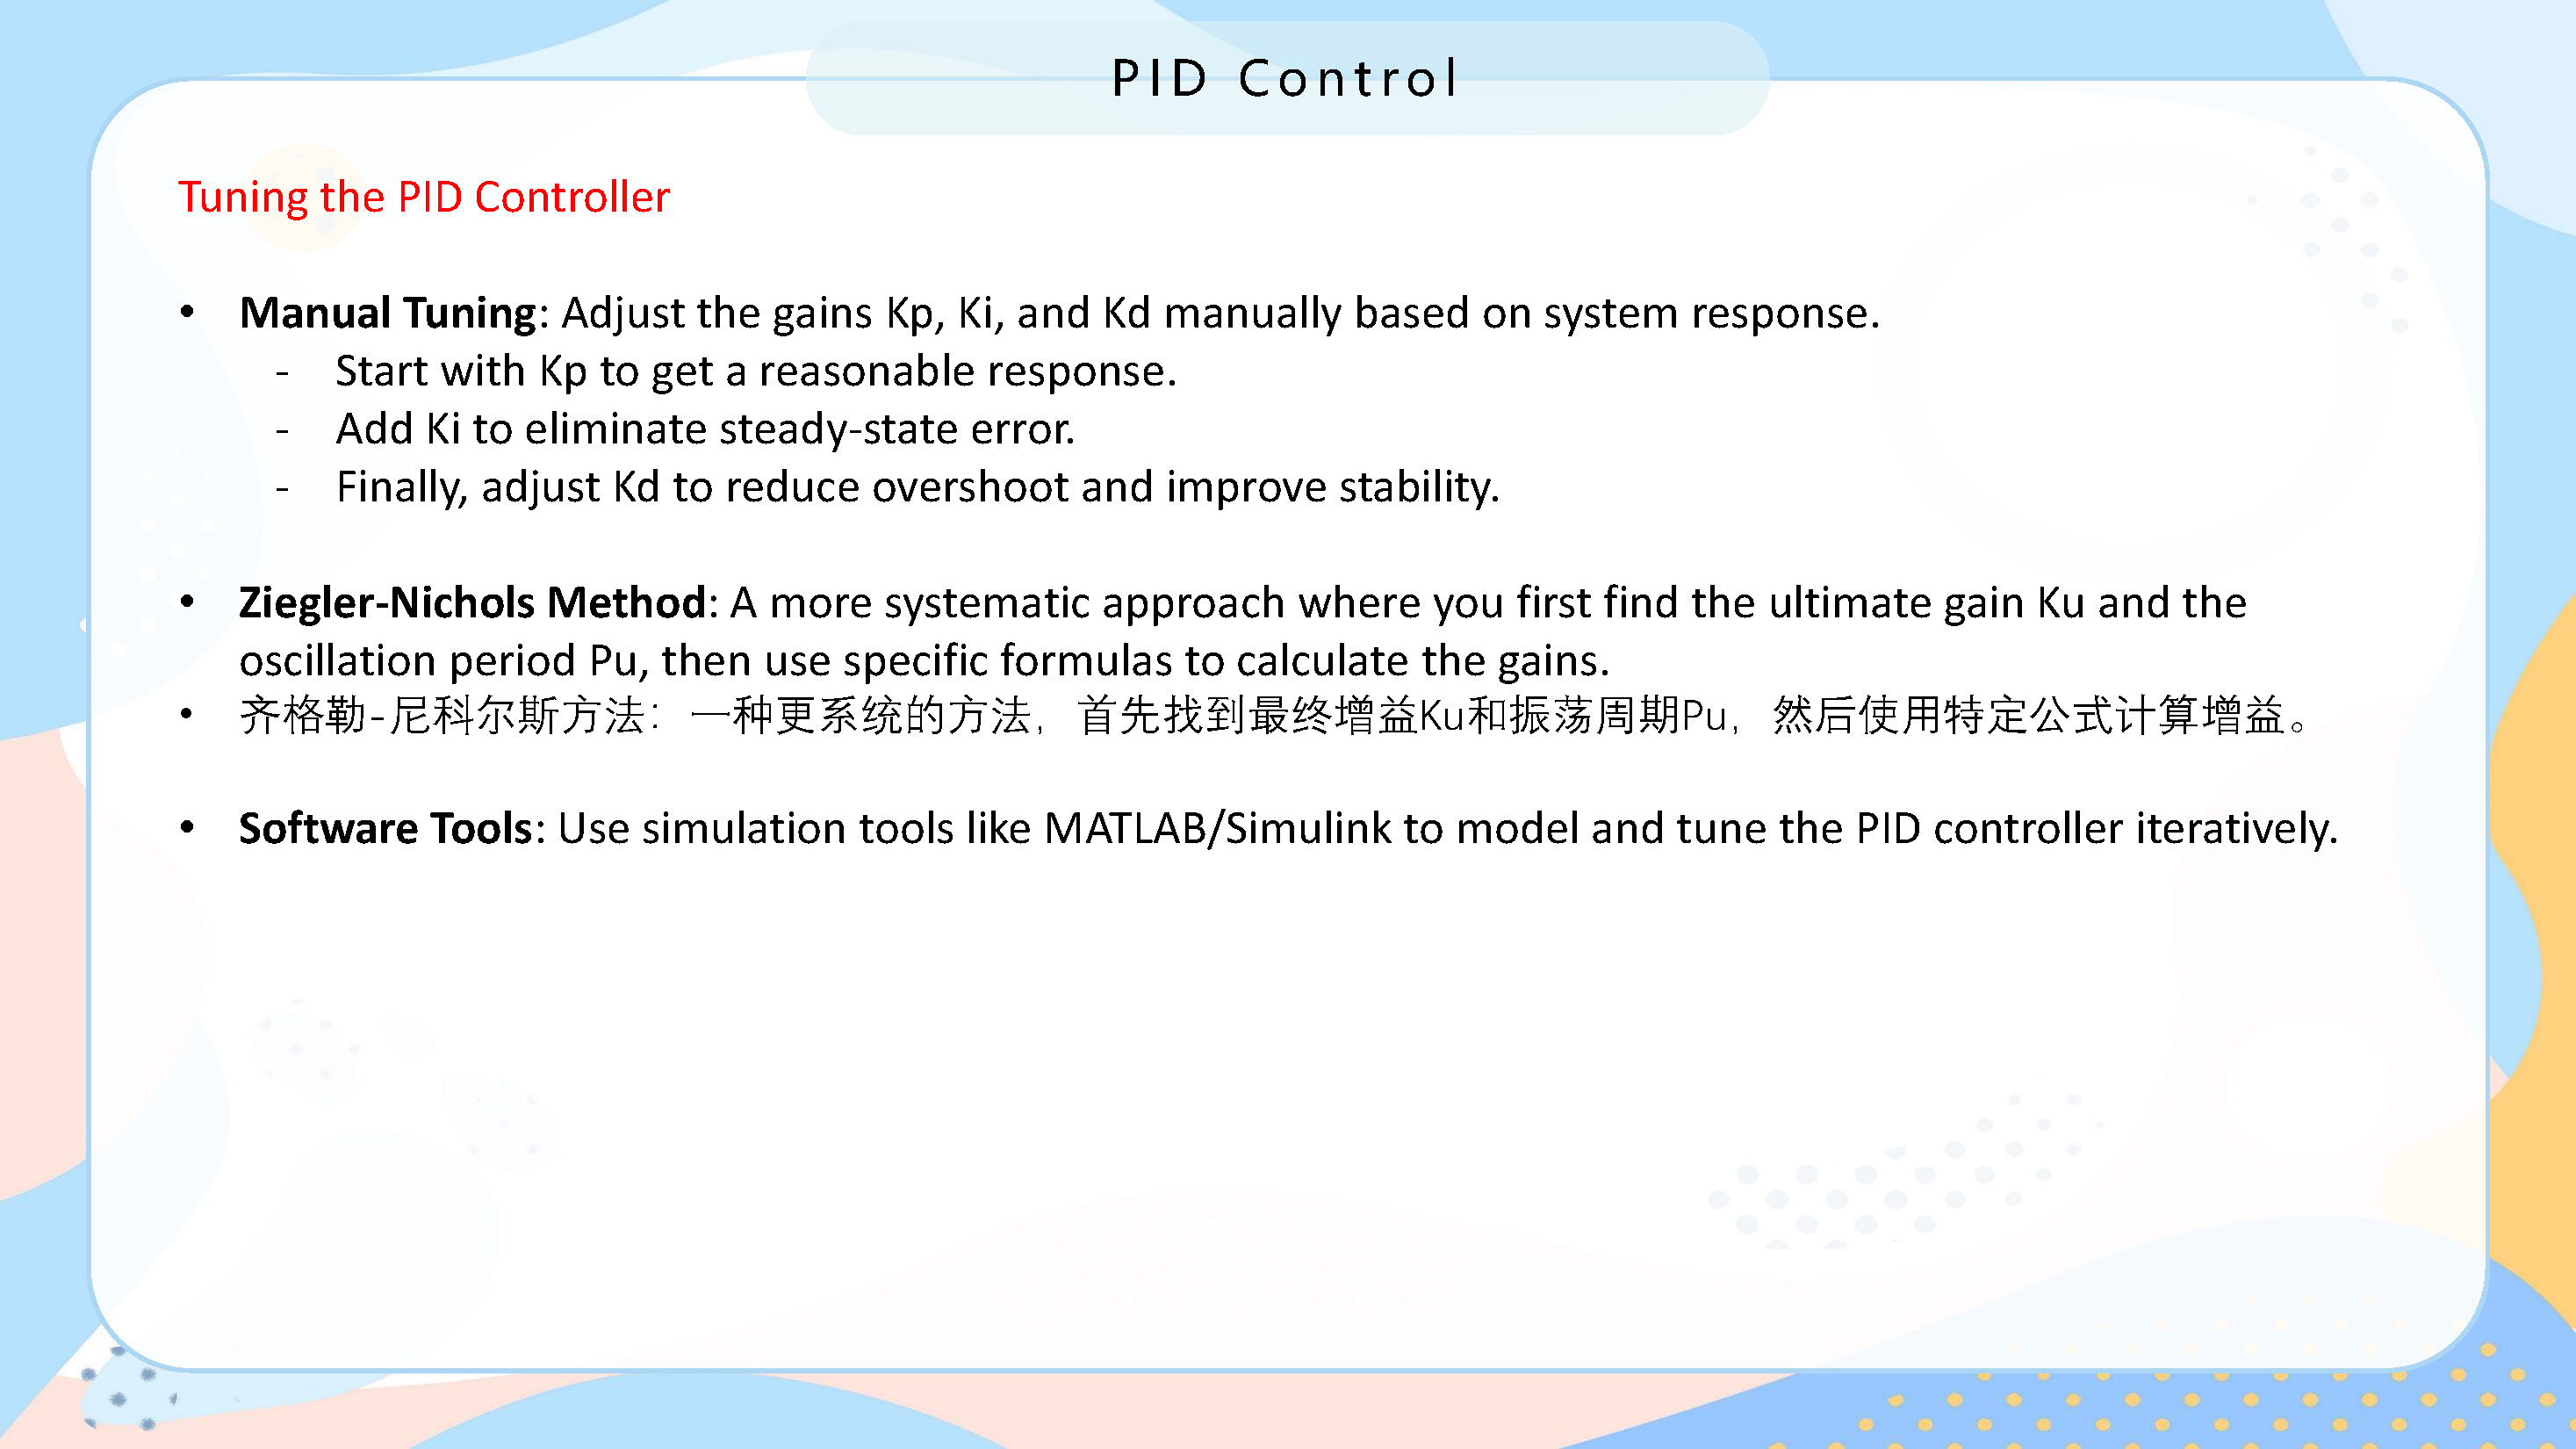 PID Control
Tuning the PID Controller
• Manual Tuning: Adjust the gains Kp, Ki, and Kd manually based on system response.
- Start with Kp to get a reasonable response.
- Add Ki to eliminate steady-state error.
- Finally, adjust Kd to reduce overshoot and improve stability.
• Ziegler-Nichols Method: A more systematic approach where you first find the ultimate gain Ku and the
oscillation period Pu, then use specific formulas to calculate the gains.
• 齐格勒-尼科尔斯方法：一种更系统的方法，首先找到最终增益Ku和振荡周期Pu，然后使用特定公式计算增益。
• Software Tools: Use simulation tools like MATLAB/Simulink to model and tune the PID controller iteratively.